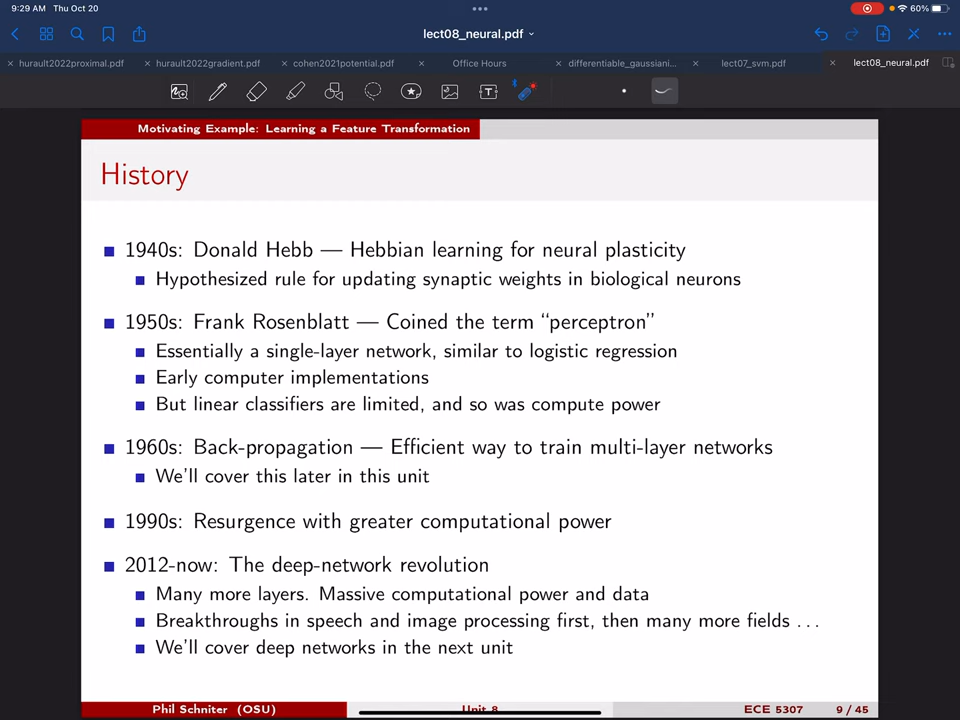 9:29 AM Thu Oct 20
60%
lect08_neural.pdf
hurault2022proximal.pdf
hurault2022gradient.pdf
cohen2021potential.pdf
Office Hours
differentiable_gaussiani...
lect07_svm.pdf
lect08_neural.pdf
Motivating Example: Learning a Feature Transformation
History
1940s: Donald Hebb — Hebbian learning for neural plasticity
Hypothesized rule for updating synaptic weights in biological neurons
1950s: Frank Rosenblatt — Coined the term “perceptron”
Essentially a single-layer network, similar to logistic regression
Early computer implementations
But linear classifiers are limited, and so was compute power
1960s: Back-propagation — Efficient way to train multi-layer networks
We'll cover this later in this unit
1990s: Resurgence with greater computational power
2012-now: The deep-network revolution
Many more layers. Massive computational power and data
Breakthroughs in speech and image processing first, then many more fields ...
We'll cover deep networks in the next unit
Phil Schniter (OSU)
Unit 8
ECE 5307
9 / 45